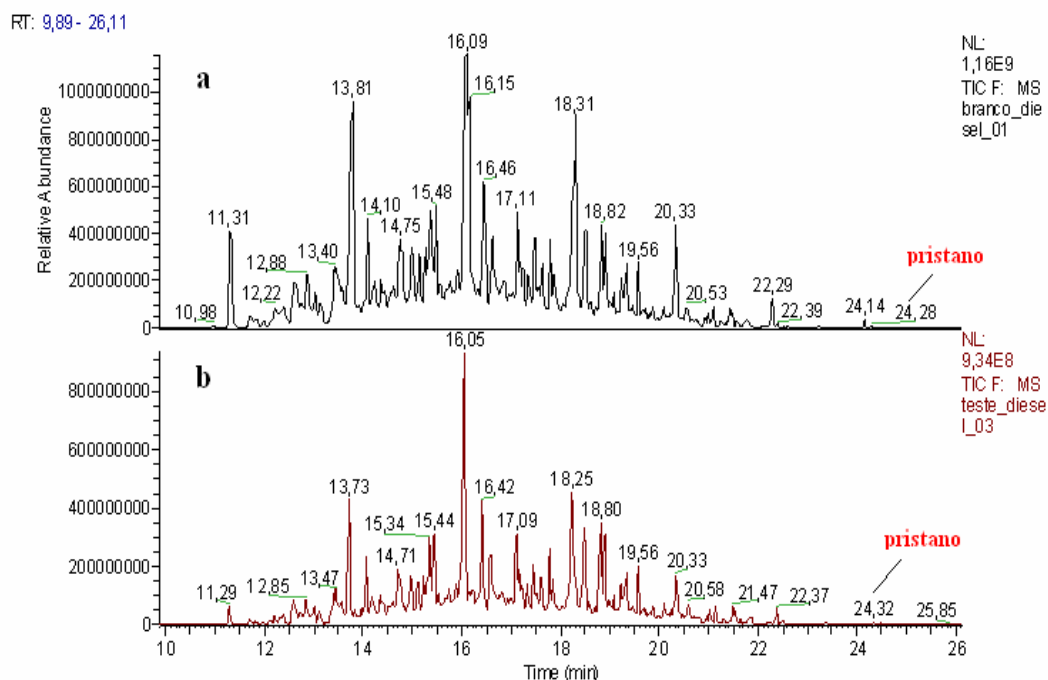 RT: 9,89 - 26,11
NL:
1,16E9
TIC F: MS
branco_die
sel_01
a
Relative Abundance
1000000000
800000000
600000000
400000000
200000000
0
10,98
11,31
12,22
12,88
13,40
13,81
14,10
14,75
15,48
16,09
16,15
16,46
17,11
18,31
18,82
19,56
20,33
20,53
22,29
22,39
24,14
24,28
pristano
NL:
9,34E8
TIC F: MS
teste_diese
l_03
b
800000000
600000000
400000000
200000000
0
11,29
12,85
13,47
13,73
14,71
15,34
15,44
16,05
16,42
17,09
18,25
18,80
19,56
20,33
20,58
21,47
22,37
24,32
25,85
pristano
10 12 14 16 18 20 22 24 26
Time (min)